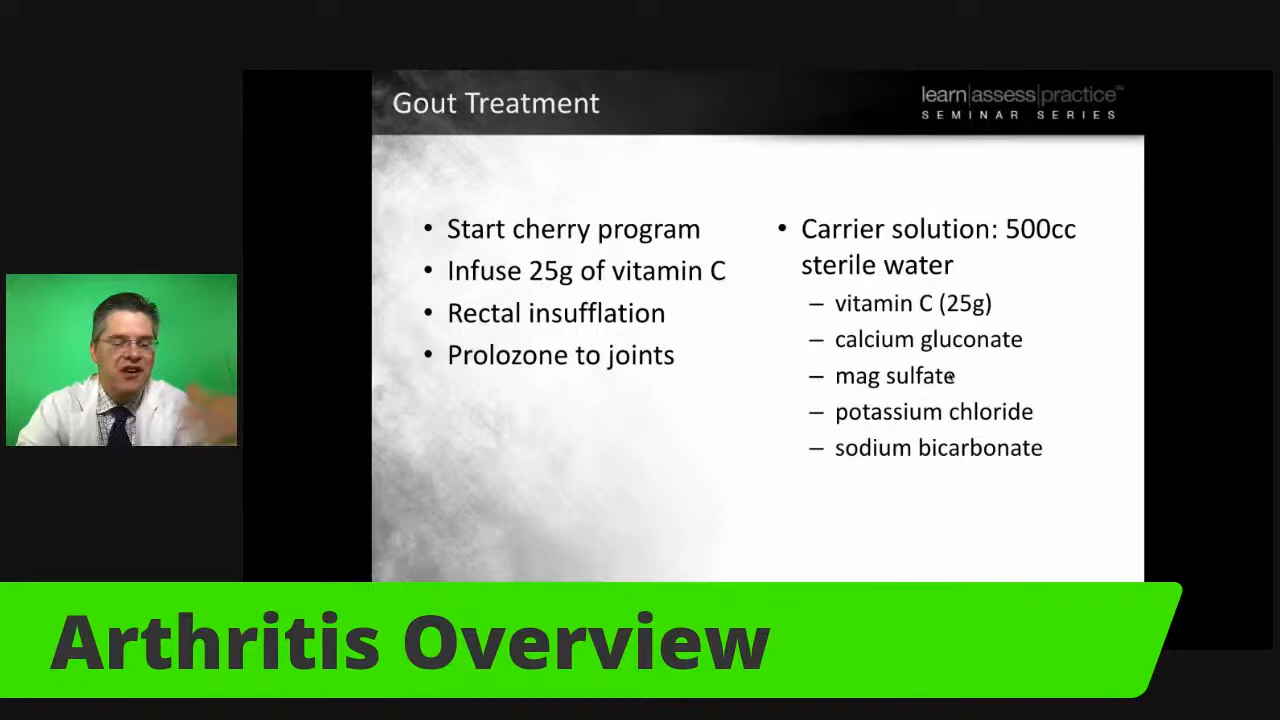 Gout Treatment
learn|assess|practice™
SEMINAR SERIES
• Start cherry program
• Infuse 25g of vitamin C
• Rectal insufflation
• Prolozone to joints
• Carrier solution: 500cc
sterile water
– vitamin C (25g)
– calcium gluconate
– mag sulfate
– potassium chloride
– sodium bicarbonate
Arthritis Overview